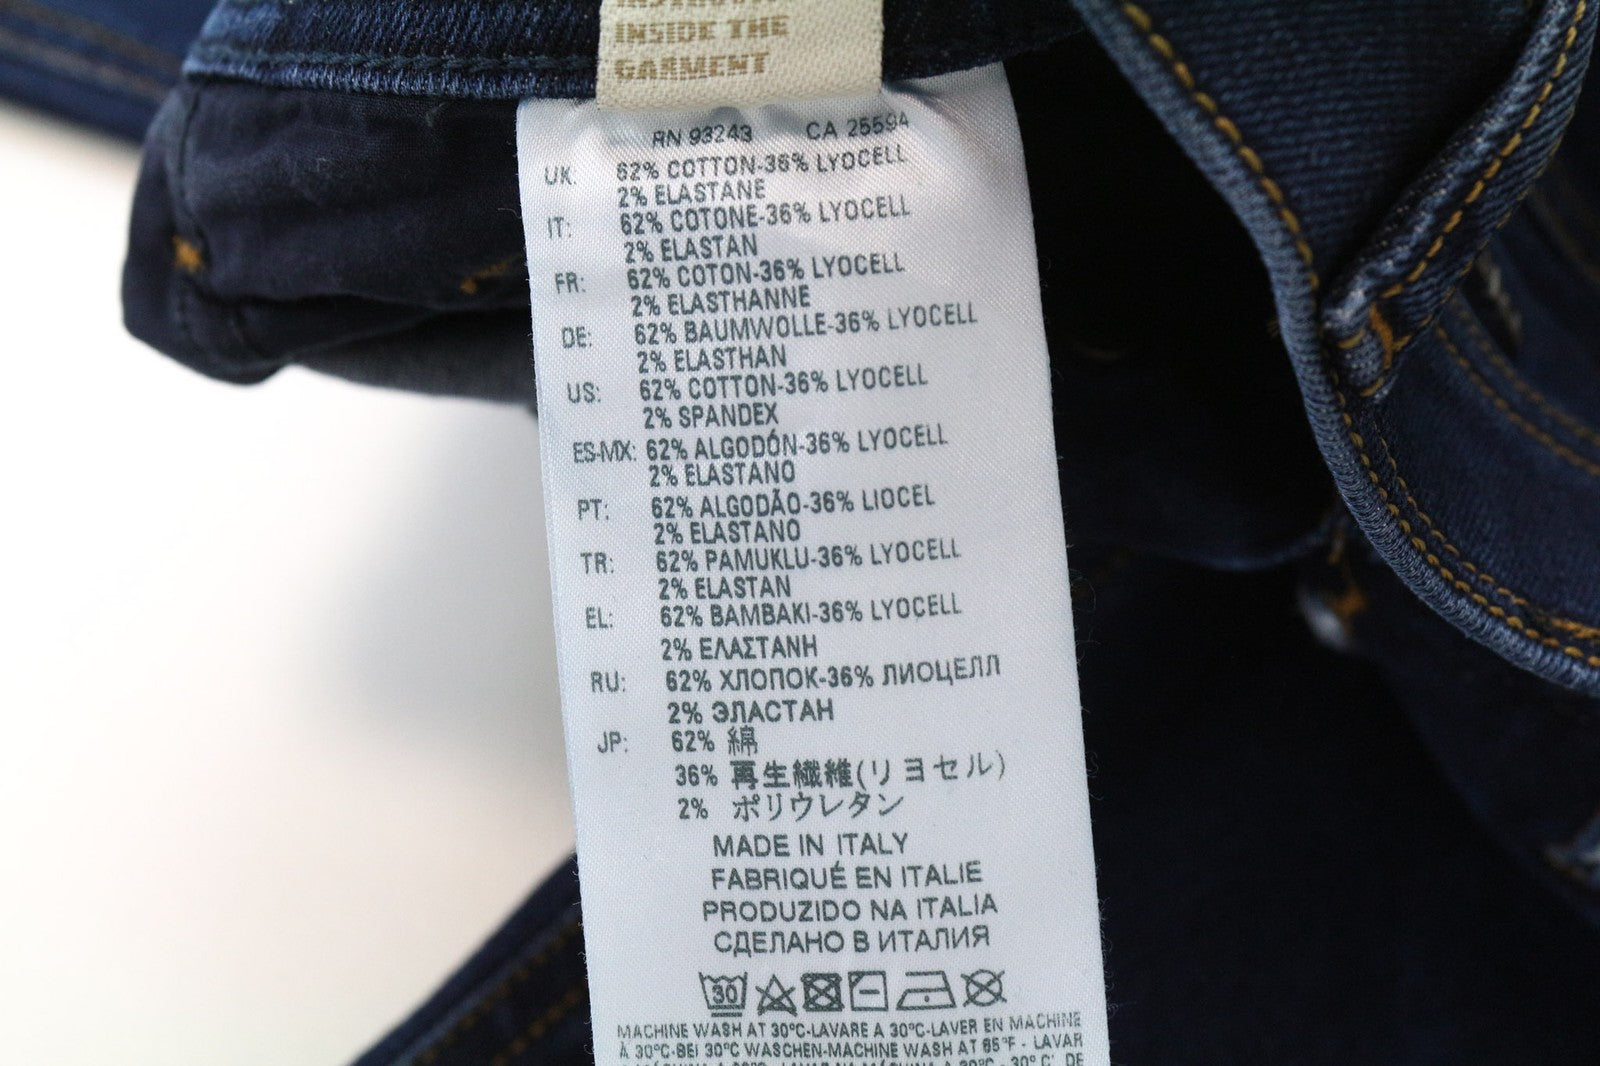 INSIDE THE
GARMENT
RN 93243 CA 25594
UK: 62% COTTON-36% LYOCELL
2% ELASTANE
IT: 62% COTONE-36% LYOCELL
2% ELASTAN
FR: 62% COTON-36% LYOCELL
2% ELASTHANNE
DE: 62% BAUMWOLLE-36% LYOCELL
2% ELASTHAN
US: 62% COTTON-36% LYOCELL
2% SPANDEX
ES-MX: 62% ALGODÓN-36% LYOCELL
2% ELASTANO
PT: 62% ALGODÃO-36% LIOCEL
2% ELASTANO
TR: 62% PAMUKLU-36% LYOCELL
2% ELASTAN
EL: 62% BAMBAKI-36% LYOCELL
2% ΕΛΑΣΤΑΝΗ
RU: 62% ХЛОПОК-36% ЛИОЦЕЛЛ
2% ЭЛАСТАН
JP: 62% 綿
36% 再生繊維(リヨセル)
2% ポリウレタン
MADE IN ITALY
FABRIQUÉ EN ITALIE
PRODUZIDO NA ITALIA
СДЕЛАНО В ИТАЛИЯ
30
MACHINE WASH AT 30°C-LAVARE A 30°C-LAVER EN MACHINE
À 30°C-BEI 30°C WASCHEN-MACHINE WASH AT 85°F - LAVAR